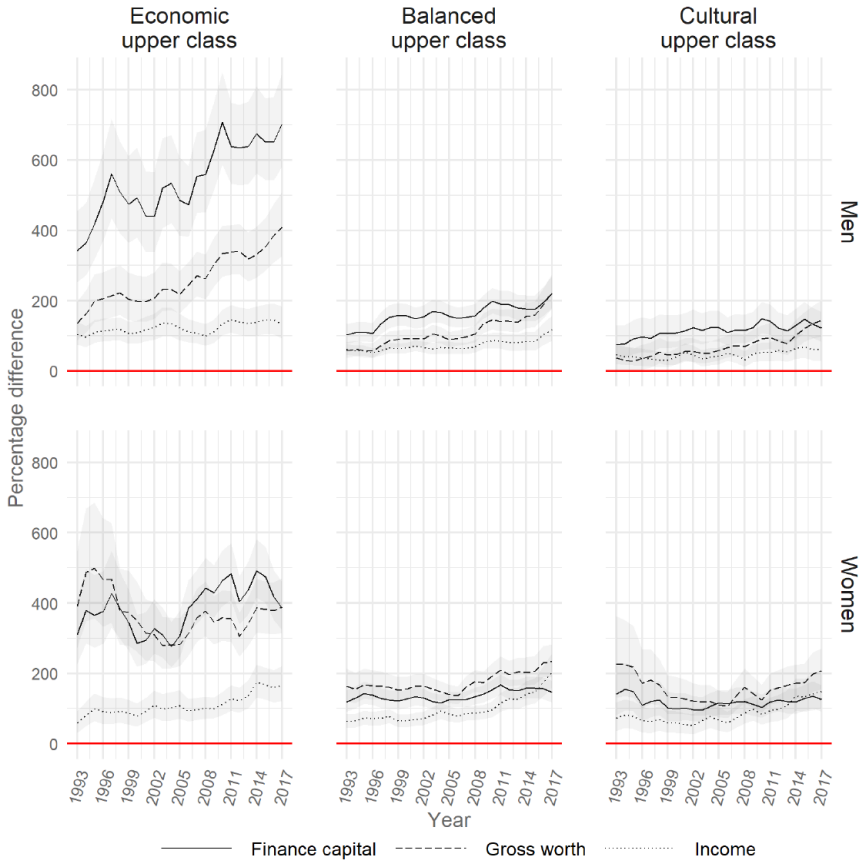 Economic
upper class
Balanced
upper class
Cultural
upper class
Percentage difference
800
600
400
200
0
Men
800
600
400
200
0
Women
1993
1996
1999
2002
2005
2008
2011
2014
2017
1993
1996
1999
2002
2005
2008
2011
2014
2017
1993
1996
1999
2002
2005
2008
2011
2014
2017
Year
Finance capital
Gross worth
Income